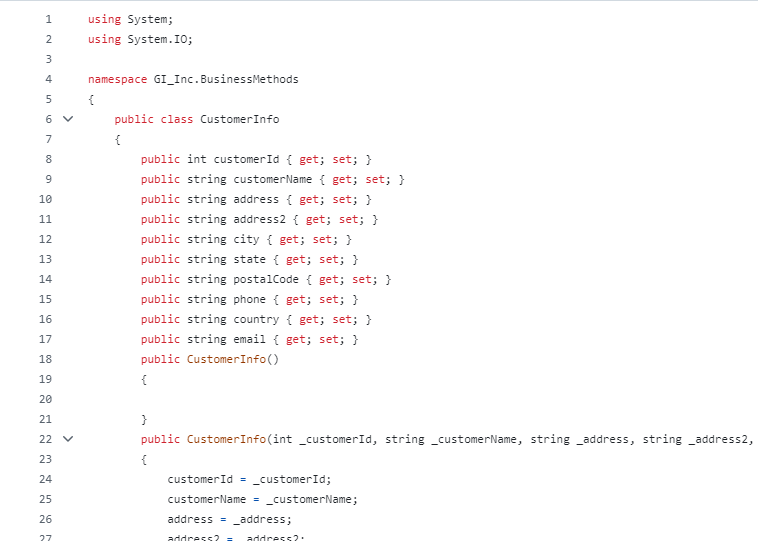 1 using System;
2 using System.IO;
3
4 namespace GI_Inc.BusinessMethods
5 {
6 public class CustomerInfo
7 {
8 public int customerId { get; set; }
9 public string customerName { get; set; }
10 public string address { get; set; }
11 public string address2 { get; set; }
12 public string city { get; set; }
13 public string state { get; set; }
14 public string postalCode { get; set; }
15 public string phone { get; set; }
16 public string country { get; set; }
17 public string email { get; set; }
18 public CustomerInfo()
19 {
20
21 }
22 public CustomerInfo(int _customerId, string _customerName, string _address, string _address2,
23 {
24 customerId = _customerId;
25 customerName = _customerName;
26 address = _address;
27 address2 = _address2;